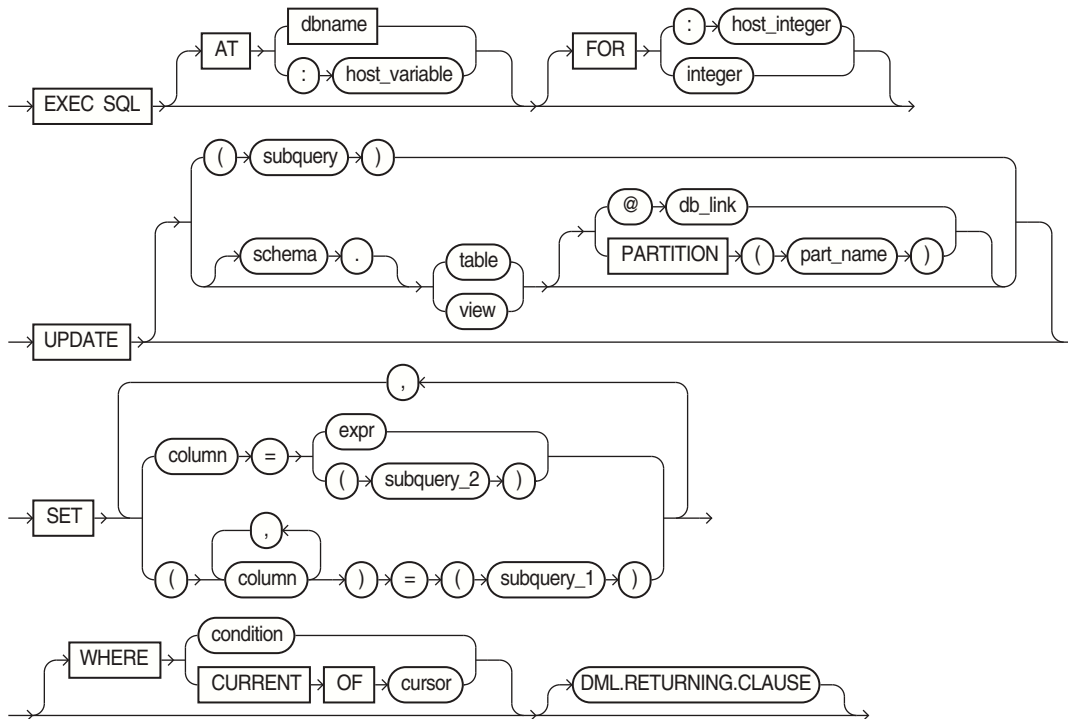 AT dbname : host_variable FOR : host_integer integer
EXEC SQL
( subquery )
@ db_link
schema . table view PARTITION ( part_name )
UPDATE
,
expr
column = ( subquery_2 )
SET
,
( column ) = ( subquery_1 )
condition
WHERE CURRENT OF cursor DML.RETURNING.CLAUSE